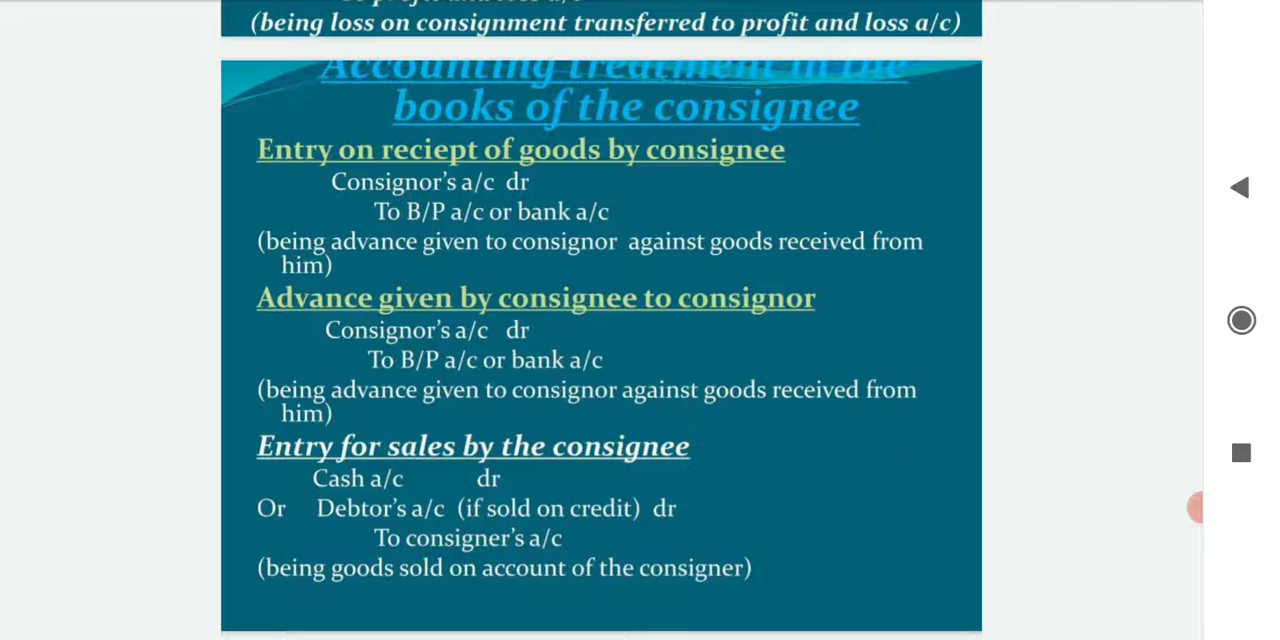 (being loss on consignment transferred to profit and loss a/c)
Accounting treatment in the
books of the consignee
Entry on reciept of goods by consignee
Consignor's a/c dr
To B/P a/c or bank a/c
(being advance given to consignor against goods received from
him)
Advance given by consignee to consignor
Consignor's a/c dr
To B/P a/c or bank a/c
(being advance given to consignor against goods received from
him)
Entry for sales by the consignee
Cash a/c dr
Or Debtor's a/c (if sold on credit) dr
To consigner's a/c
(being goods sold on account of the consigner)